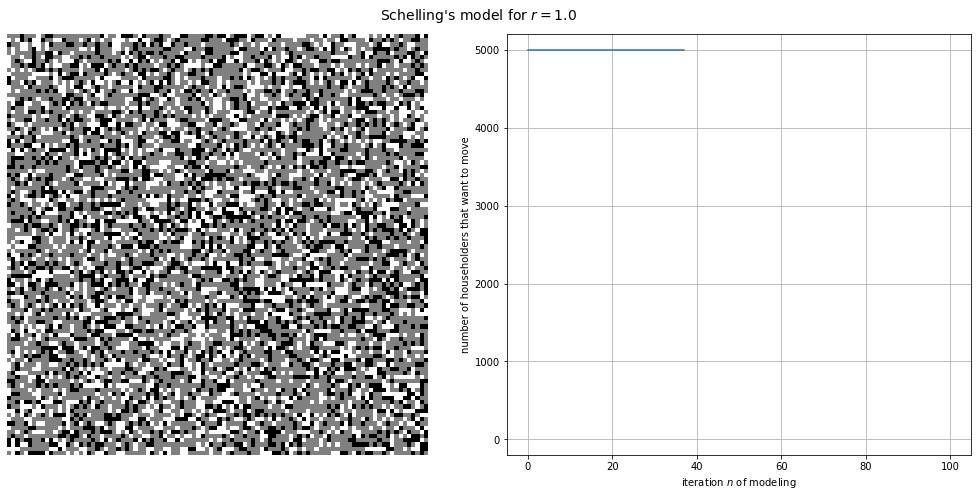 Schelling's model for r = 1.0
number of householders that want to move
5000
4000
3000
2000
1000
0
0 20 40 60 80 100
iteration n of modeling